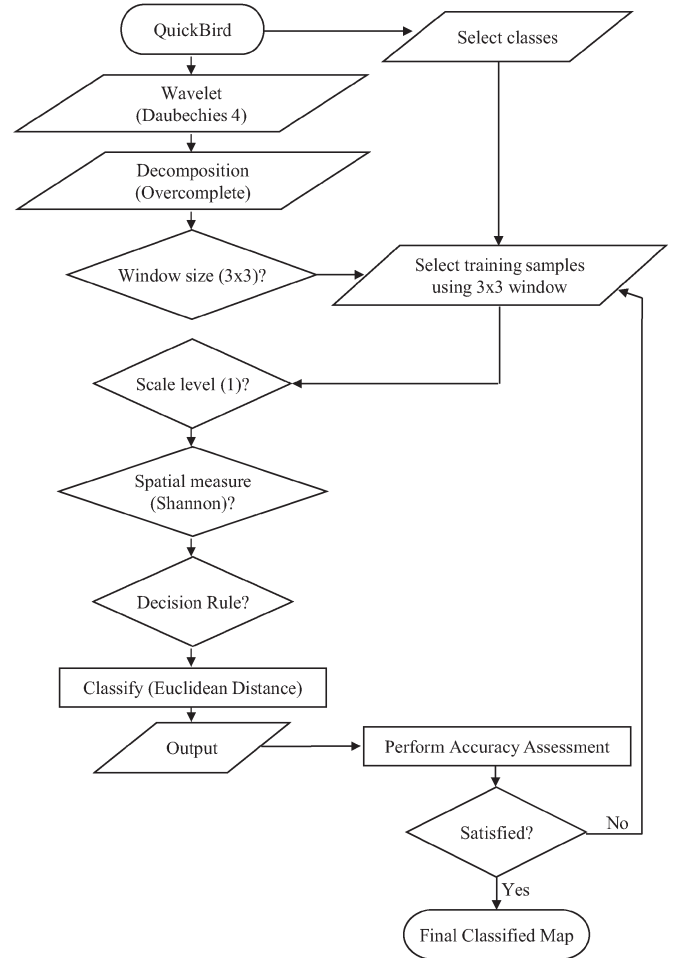 QuickBird
Select classes
Wavelet
(Daubechies 4)
Decomposition
(Overcomplete)
Window size (3x3)?
Select training samples
using 3x3 window
Scale level (1)?
Spatial measure
(Shannon)?
Decision Rule?
Classify (Euclidean Distance)
Output
Perform Accuracy Assessment
Satisfied?
No
Yes
Final Classified Map